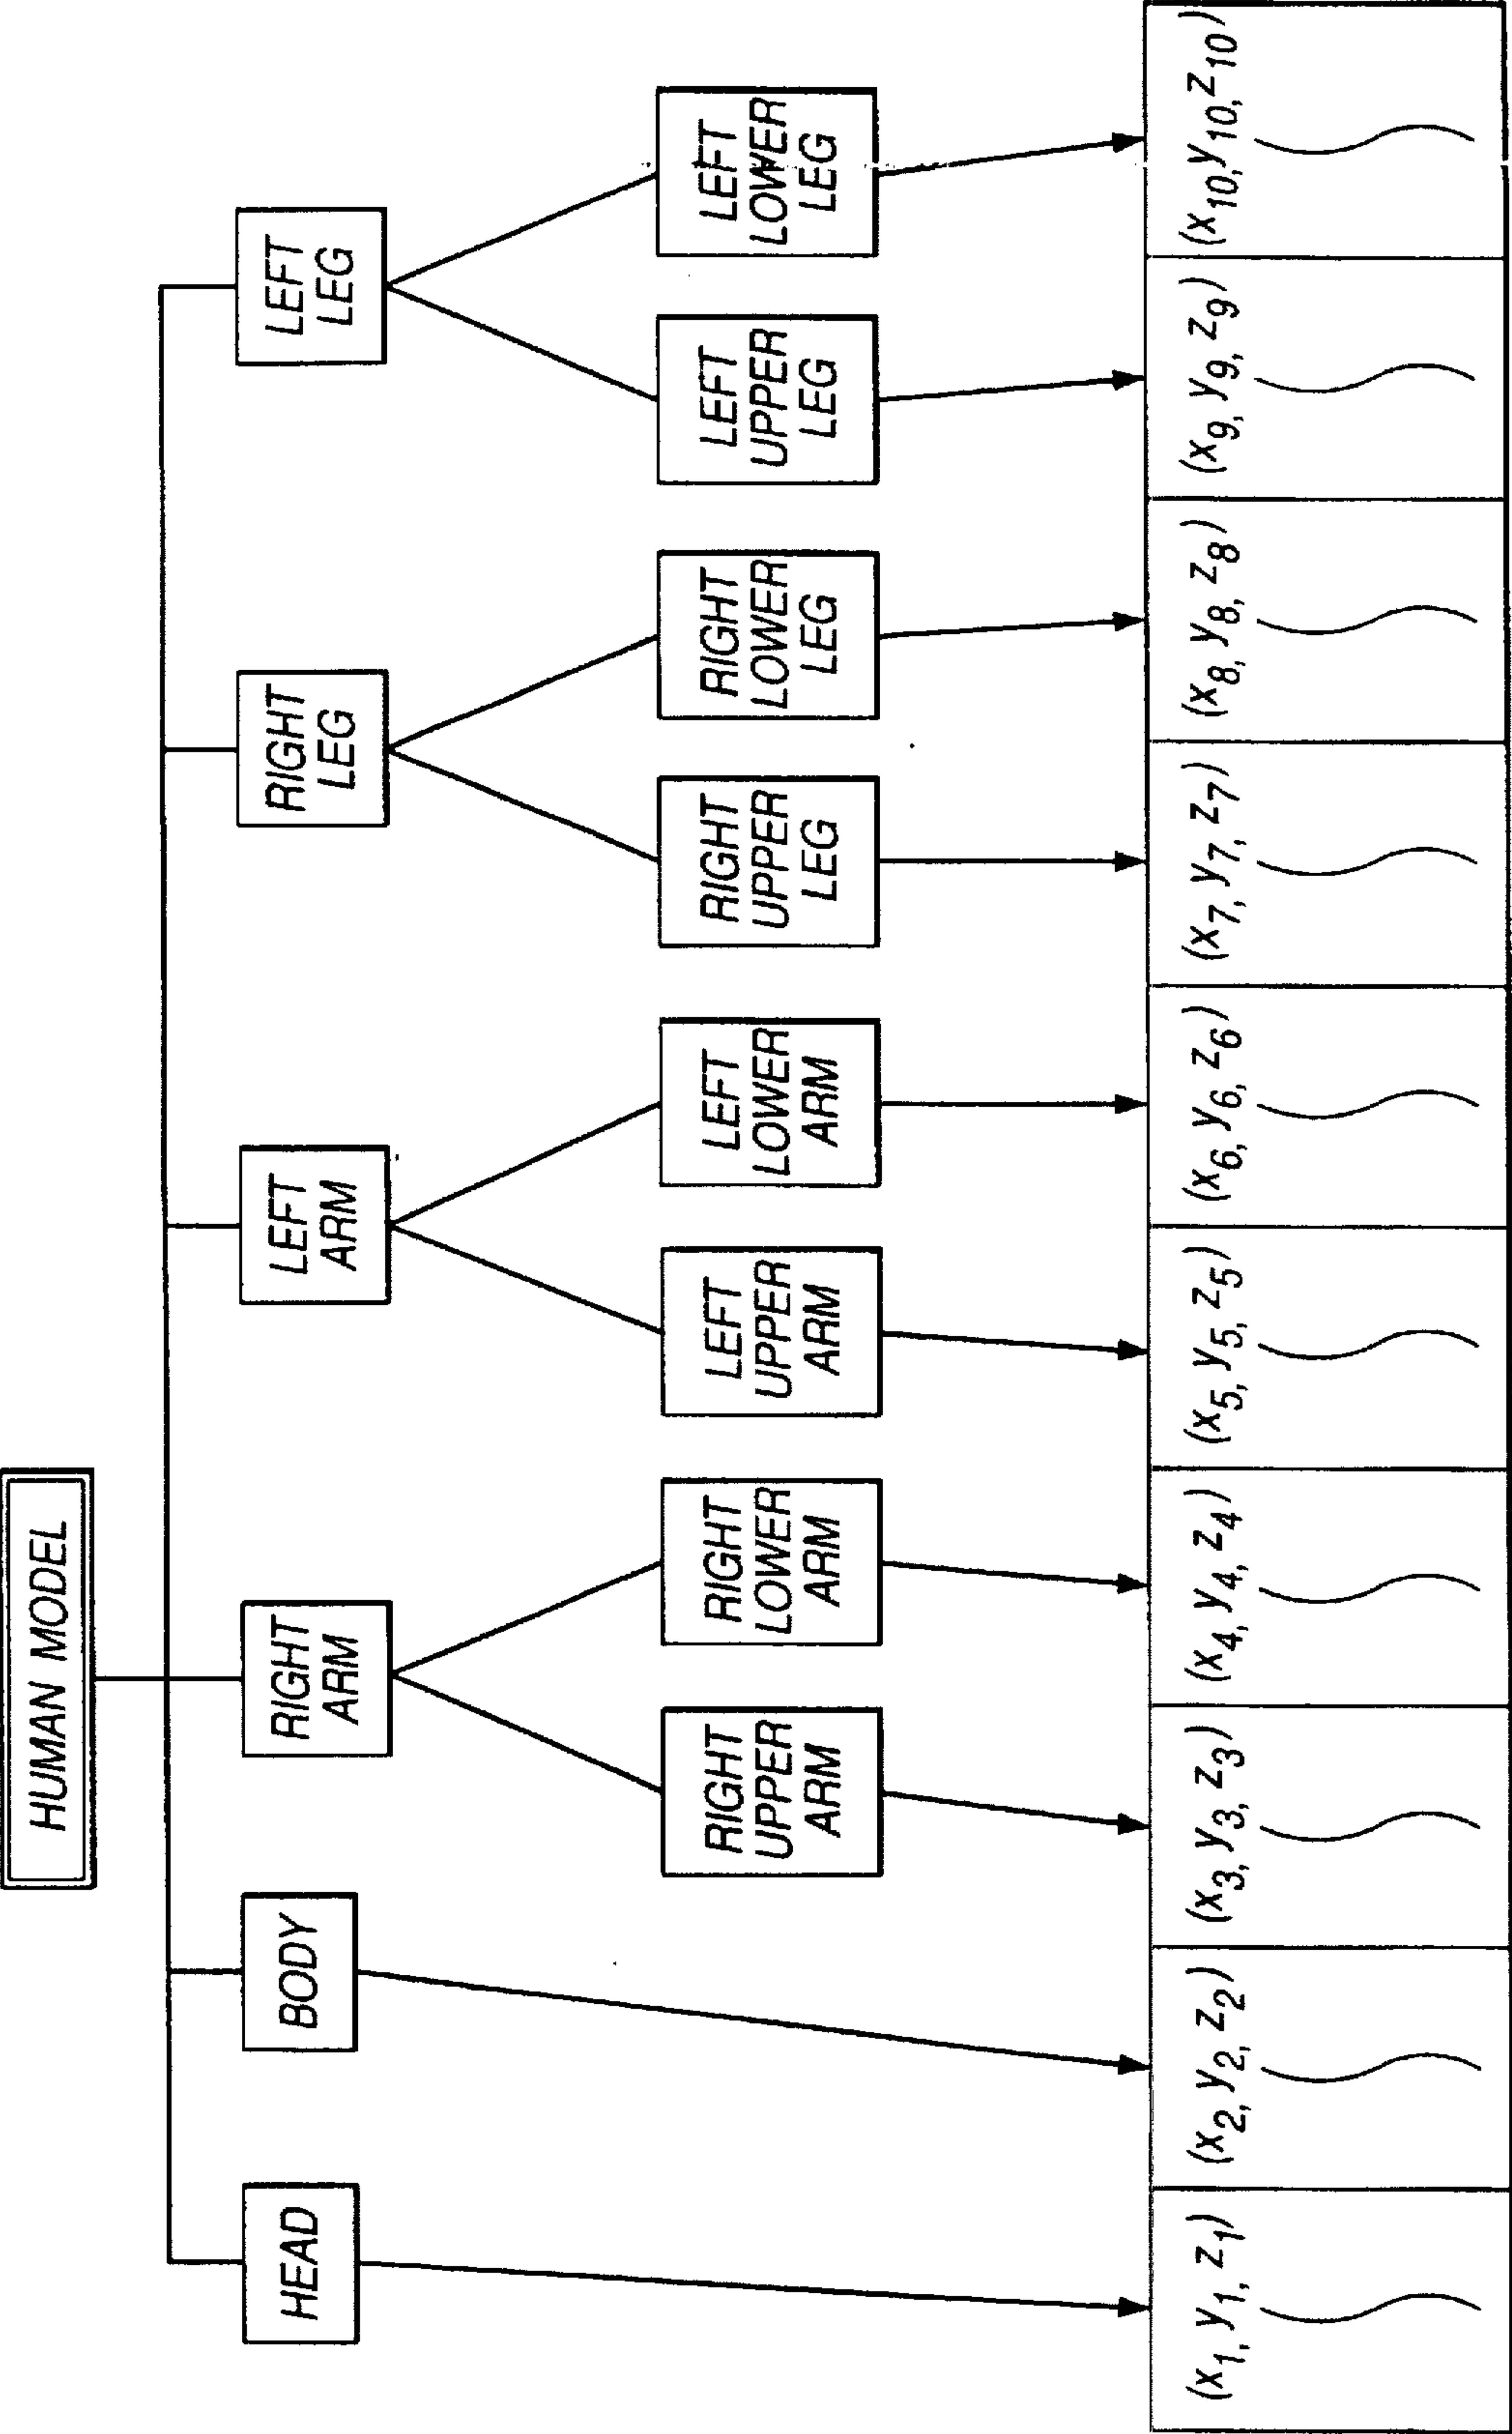 HUMAN MODEL
HEAD
BODY
RIGHT
ARM
LEFT
ARM
RIGHT
LEG
LEFT
LEG
RIGHT
UPPER
ARM
RIGHT
LOWER
ARM
LEFT
UPPER
ARM
LEFT
LOWER
ARM
RIGHT
UPPER
LEG
RIGHT
LOWER
LEG
LEFT
UPPER
LEG
LEFT
LOWER
LEG
(x1, y1, z1)
(x2, y2, z2)
(x3, y3, z3)
(x4, y4, z4)
(x5, y5, z5)
(x6, y6, z6)
(x7, y7, z7)
(x8, y8, z8)
(x9, y9, z9)
(x10, y10, z10)